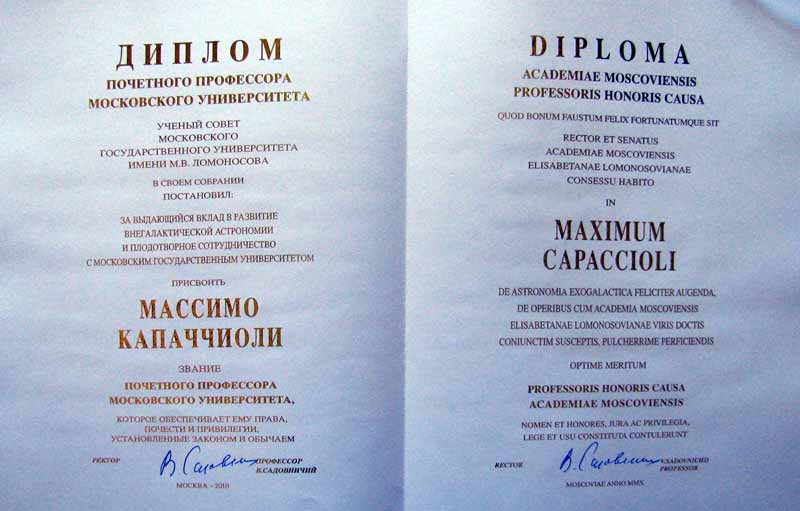 ДИПЛОМ
ПОЧЕТНОГО ПРОФЕССОРА
МОСКОВСКОГО УНИВЕРСИТЕТА
УЧЕНЫЙ СОВЕТ
МОСКОВСКОГО
ГОСУДАРСТВЕННОГО УНИВЕРСИТЕТА
ИМЕНИ М.В. ЛОМОНОСОВА
В СВОЕМ СОБРАНИИ
ПОСТАНОВИЛ:
ЗА ВЫДАЮЩИЙСЯ ВКЛАД В РАЗВИТИЕ
ВНЕГАЛАКТИЧЕСКОЙ АСТРОНОМИИ
И ПЛОДОТВОРНОЕ СОТРУДНИЧЕСТВО
С МОСКОВСКИМ ГОСУДАРСТВЕННЫМ УНИВЕРСИТЕТОМ
ПРИСВОИТЬ
МАССИМО
КАПАЧЧИОЛИ
ЗВАНИЕ
ПОЧЕТНОГО ПРОФЕССОРА
МОСКОВСКОГО УНИВЕРСИТЕТА,
КОТОРОЕ ОБЕСПЕЧИВАЕТ ЕМУ ПРАВА,
ПОЧЕСТИ И ПРИВИЛЕГИИ,
УСТАНОВЛЕННЫЕ ЗАКОНОМ И ОБЫЧАЕМ
РЕКТОР ПРОФЕССОР
В.САДОВНИЧИЙ
МОСКВА - 2010
DIPLOMA
ACADEMIAE MOSCOVIENSIS
PROFESSORIS HONORIS CAUSA
QUOD BONUM FAUSTUM FELIX FORTUNATUMQUE SIT
RECTOR ET SENATUS
ACADEMIAE MOSCOVIENSIS
ELISABETANAE LOMONOSOVIANAE
CONSESSU HABITO
IN
MAXIMUM
CAPACCIOLI
DE ASTRONOMIA EXOGALACTICA FELICITER AUGENDA,
DE OPERIBUS CUM ACADEMIA MOSCOVIENSIS
ELISABETANAE LOMONOSOVIANAE VIRIS DOCTIS
CONIUNCTIM SUSCEPTIS, PULCHERRIME PERFICIENDIS
OPTIME MERITUM
PROFESSORIS HONORIS CAUSA
ACADEMIAE MOSCOVIENSIS
NOMEN ET HONORES, JURA AC PRIVILEGIA,
LEGE ET USU CONSTITUTA CONTULERUNT
RECTOR V.SADOVNICHII
PROFESSOR
MOSCOVIAE ANNO MMX